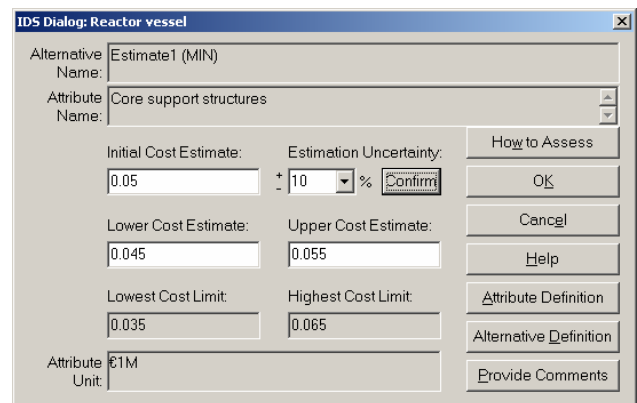 IDS Dialog: Reactor vessel
Alternative Name: Estimate1 (MIN)
Attribute Name: Core support structures
How to Assess
Initial Cost Estimate: Estimation Uncertainty:
0.05 + - 10 % Confirm
OK
Lower Cost Estimate: Upper Cost Estimate:
Cancel
0.045 0.055
Help
Lowest Cost Limit: Highest Cost Limit:
Attribute Definition
0.035 0.065
Alternative Definition
Attribute Unit: €1M
Provide Comments